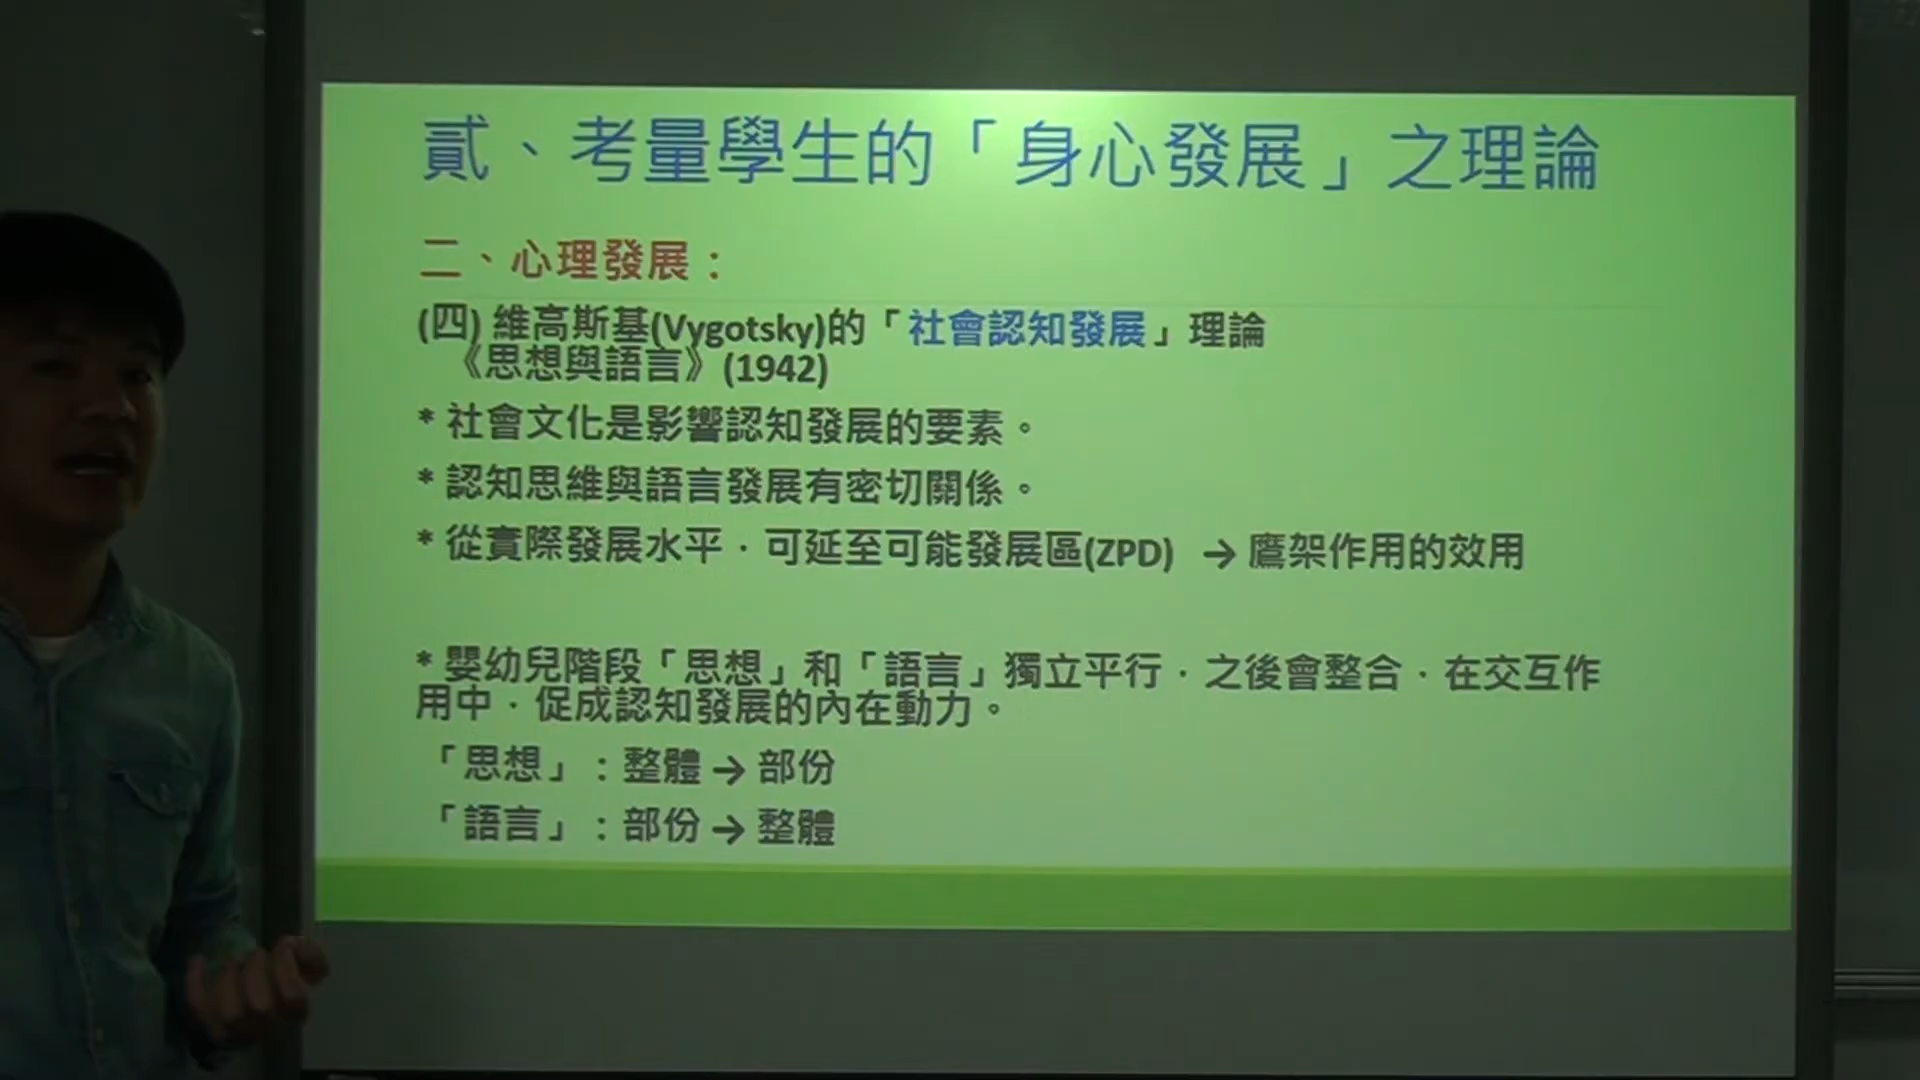 貳、考量學生的「身心發展」之理論
二、心理發展：
(四) 維高斯基(Vygotsky)的「社會認知發展」理論
《思想與語言》(1942)
* 社會文化是影響認知發展的要素。
* 認知思維與語言發展有密切關係。
* 從實際發展水平，可延至可能發展區(ZPD) → 鷹架作用的效用
* 嬰幼兒階段「思想」和「語言」獨立平行，之後會整合，在交互作
用中，促成認知發展的內在動力。
「思想」：整體 → 部份
「語言」：部份 → 整體